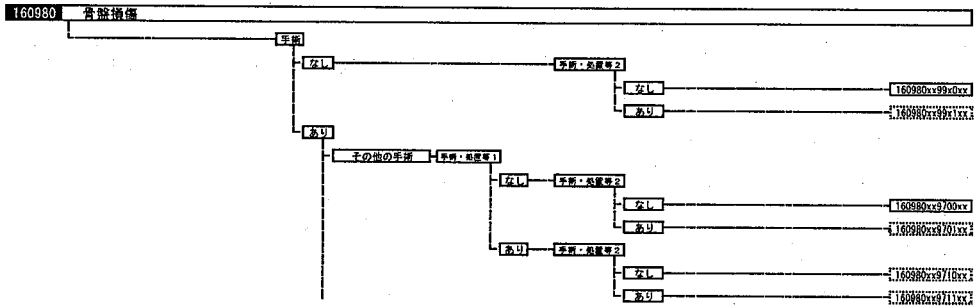 160980 骨盤損傷
手術
なし 手術・処置等2
なし 160980xx99x0xx
あり 160980xx99x1xx
あり
その他の手術 手術・処置等1
なし 手術・処置等2
なし 160980xx9700xx
あり 160980xx9701xx
あり 手術・処置等2
なし 160980xx9710xx
あり 160980xx9711xx